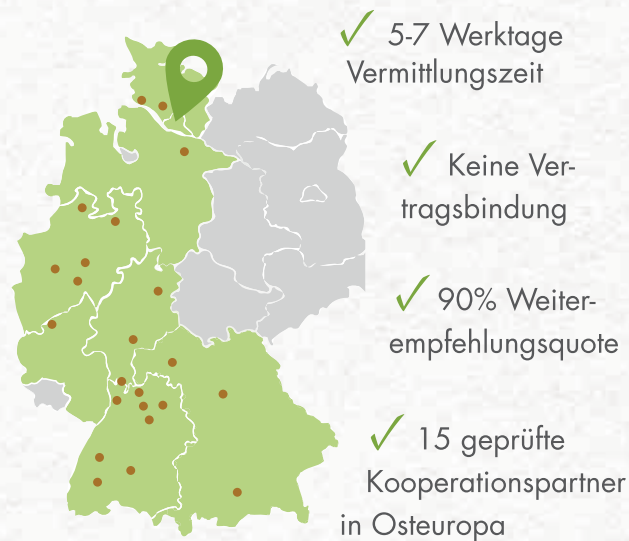 ✓ 5-7 Werktage
Vermittlungszeit
✓ Keine Ver-
tragsbindung
✓ 90% Weiter-
empfehlungsquote
✓ 15 geprüfte
Kooperationspartner
in Osteuropa